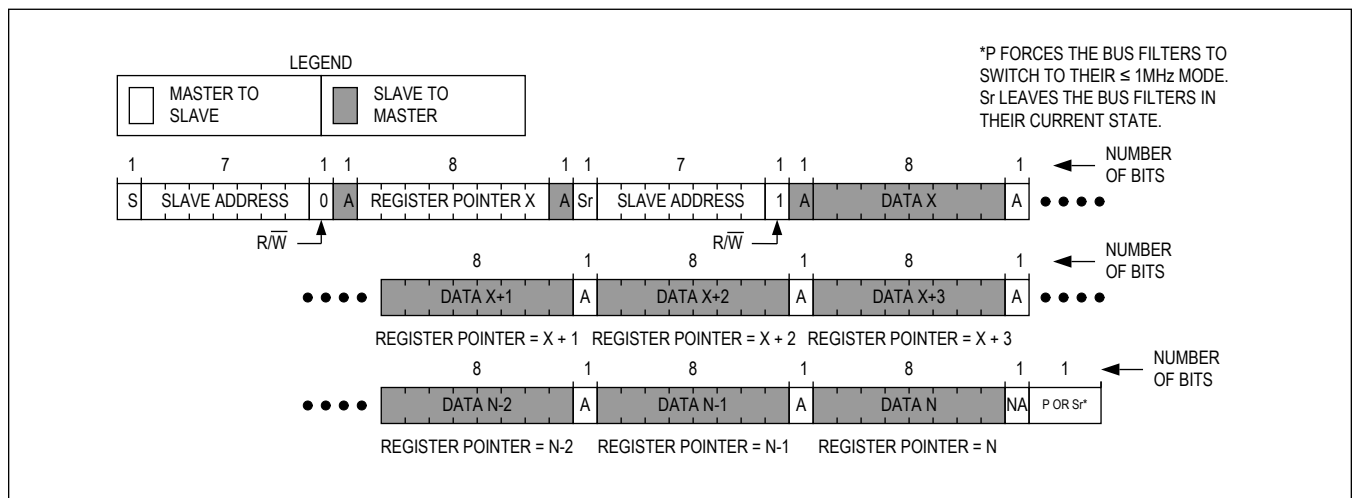 LEGEND
MASTER TO
SLAVE
SLAVE TO
MASTER
*P FORCES THE BUS FILTERS TO
SWITCH TO THEIR ≤ 1MHz MODE.
Sr LEAVES THE BUS FILTERS IN
THEIR CURRENT STATE.
1 7 1 1 8 1 1 7 1 1 8 1 NUMBER
OF BITS
S SLAVE ADDRESS 0 A REGISTER POINTER X A Sr SLAVE ADDRESS 1 A DATA X A
R/W̅ R/W̅
8 1 8 1 8 1 NUMBER
OF BITS
DATA X+1 A DATA X+2 A DATA X+3 A
REGISTER POINTER = X + 1 REGISTER POINTER = X + 2 REGISTER POINTER = X + 3
8 1 8 1 8 1 1 NUMBER
OF BITS
DATA N-2 A DATA N-1 A DATA N NA P OR Sr*
REGISTER POINTER = N-2 REGISTER POINTER = N-1 REGISTER POINTER = N